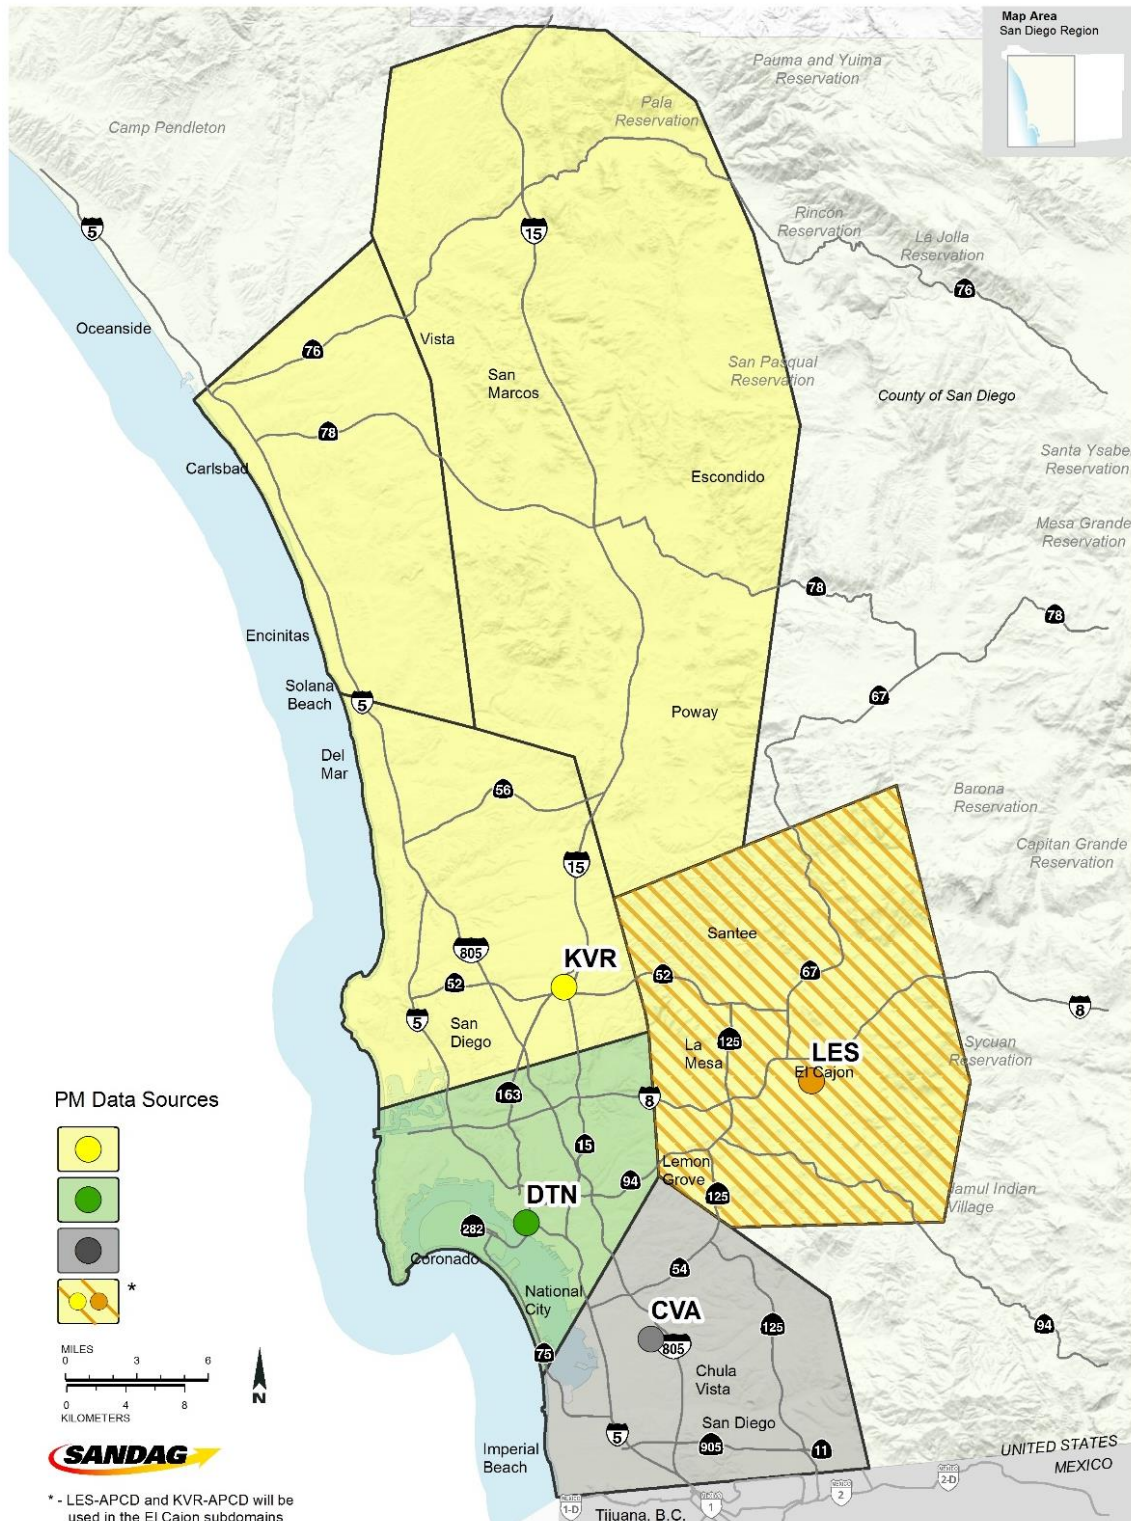 Map Area
San Diego Region
Pauma and Yuima
Reservation
Pala
Reservation
Camp Pendleton
Rincon
Reservation
La Jolla
Reservation
5
15
76
Oceanside
Vista
76
San
Marcos
San Pasqual
Reservation
County of San Diego
78
Carlsbad
Escondido
Santa Ysabe
Reservation
Mesa Grande
Reservation
78
78
Encinitas
Solana
Beach
5
67
Poway
Del
Mar
56
Barona
Reservation
Capitan Grande
Reservation
15
Santee
805
KVR
52
52
67
5
San
Diego
8
La
Mesa
125
LES
El Cajon
Sycuan
Reservation
163
8
PM Data Sources
15
Lemon
Grove
94
125
DTN
282
Coronado
amul Indian
Village
54
*
National
City
CVA
125
94
805
75
MILES
0 3 6
0 4 8
KILOMETERS
N
Chula
Vista
San Diego
5
905
11
SANDAG
Imperial
Beach
UNITED STATES
MEXICO
1-D
1
2
2-D
* - LES-APCD and KVR-APCD will be
used in the El Cajon subdomains
Tijuana, B.C.